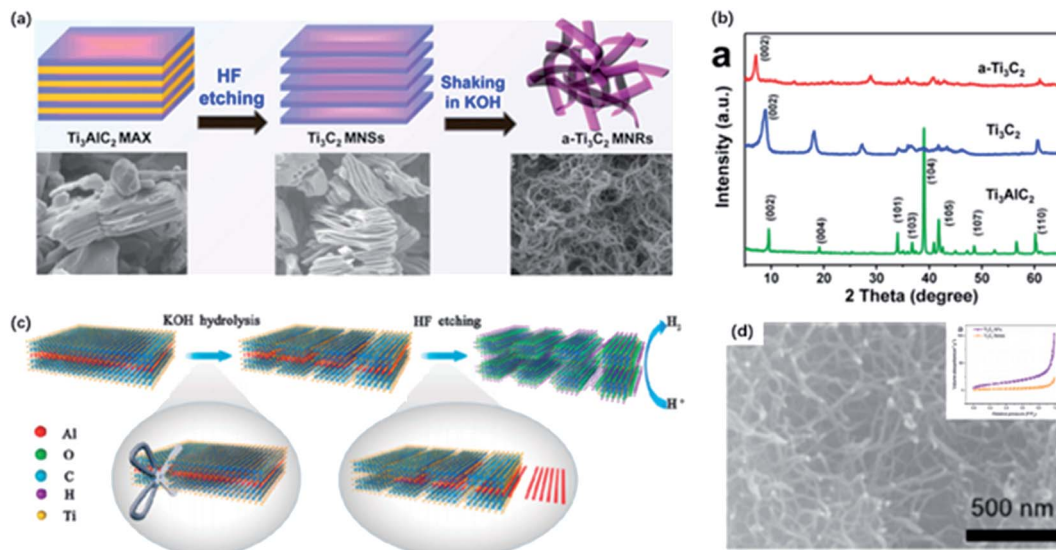 (a)
HF
etching
Shaking
in KOH
Ti₃AlC₂ MAX
Ti₃C₂ MNSs
a-Ti₃C₂ MNRs
(b)
a
Intensity (a.u.)
(002)
a-Ti₃C₂
(002)
Ti₃C₂
Ti₃AlC₂
(002)
(004)
(101)
(103)
(104)
(105)
(107)
(110)
10
20
30
40
50
60
2 Theta (degree)
(c)
KOH hydrolysis
HF etching
H₂
H⁺
Al
O
C
H
Ti
(d)
500 nm